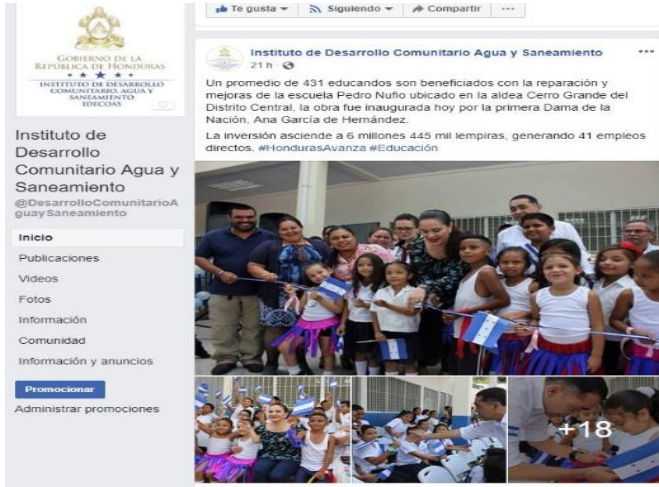 GOBIERNO DE LA
REPÚBLICA DE HONDURAS
INSTITUTO DE DESARROLLO
COMUNITARIO, AGUA Y
SANEAMIENTO
IDECOAS
Instituto de
Desarrollo
Comunitario Agua y
Saneamiento
@DesarrolloComunitarioA
guaySaneamiento
Inicio
Publicaciones
Videos
Fotos
Información
Comunidad
Información y anuncios
Promocionar
Administrar promociones
Te gusta Siguiendo Compartir ...
Instituto de Desarrollo Comunitario Agua y Saneamiento ...
21 h ·
Un promedio de 431 educandos son beneficiados con la reparación y
mejoras de la escuela Pedro Nufio ubicado en la aldea Cerro Grande del
Distrito Central, la obra fue inaugurada hoy por la primera Dama de la
Nación, Ana García de Hernández.
La inversión asciende a 6 millones 445 mil lempiras, generando 41 empleos
directos. #HondurasAvanza #Educación
+18